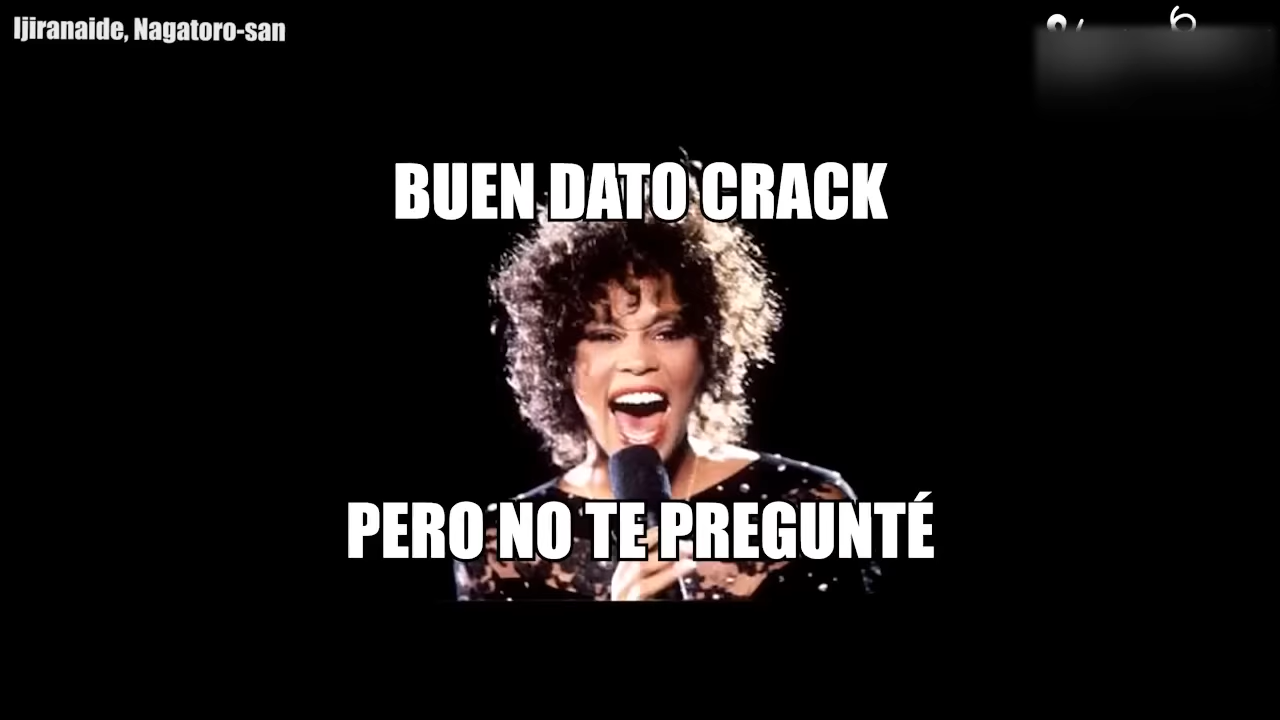 Ijiranaide, Nagatoro-san
BUEN DATO CRACK
PERO NO TE PREGUNTÉ